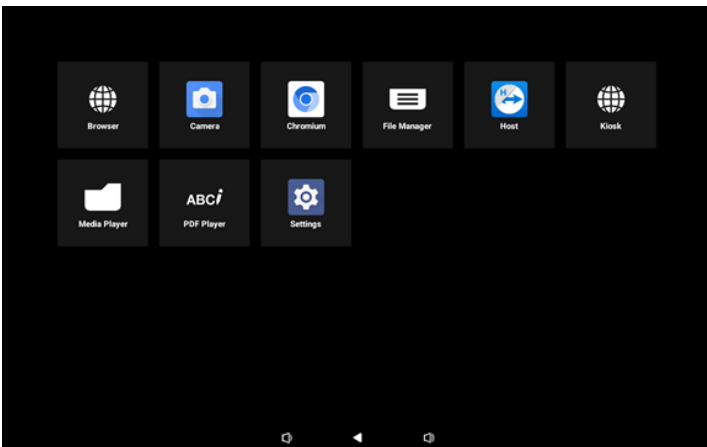 Browser
Camera
Chromium
File Manager
H
Host
Kiosk
Media Player
ABCi
PDF Player
Settings